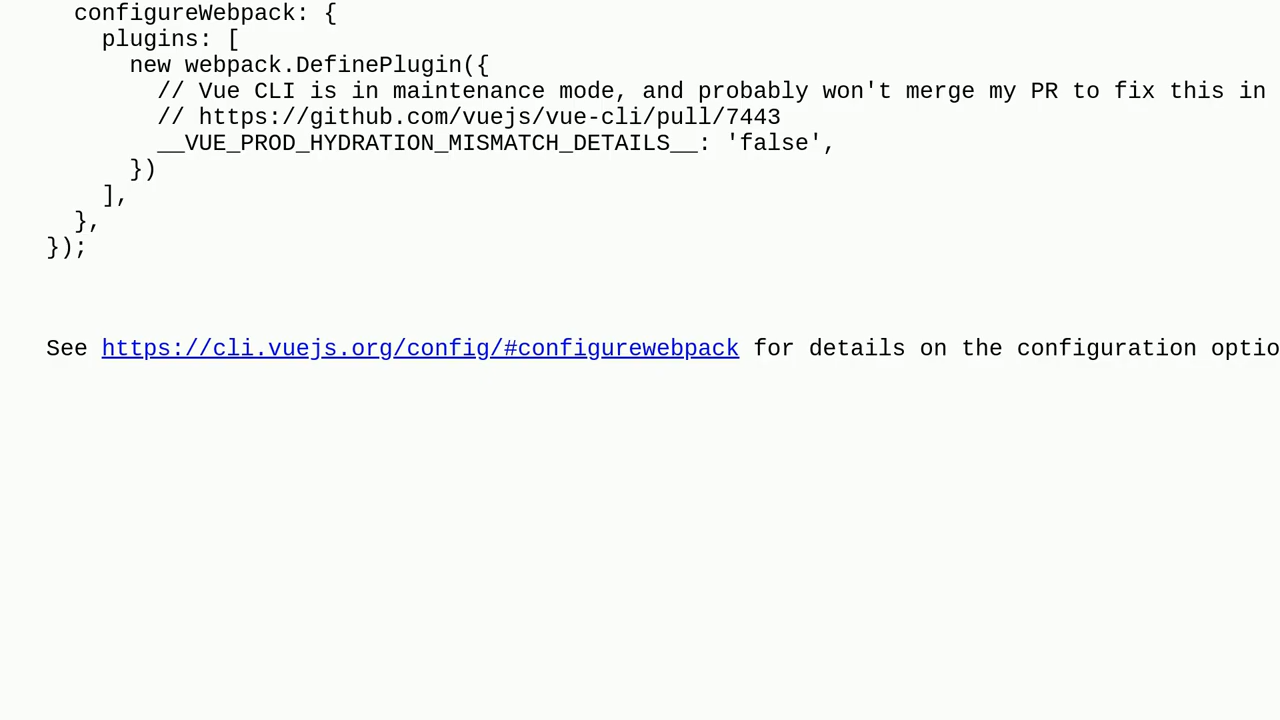 configureWebpack: {
plugins: [
new webpack.DefinePlugin({
// Vue CLI is in maintenance mode, and probably won't merge my PR to fix this in
// https://github.com/vuejs/vue-cli/pull/7443
__VUE_PROD_HYDRATION_MISMATCH_DETAILS__: 'false',
})
],
},
});
See https://cli.vuejs.org/config/#configurewebpack for details on the configuration